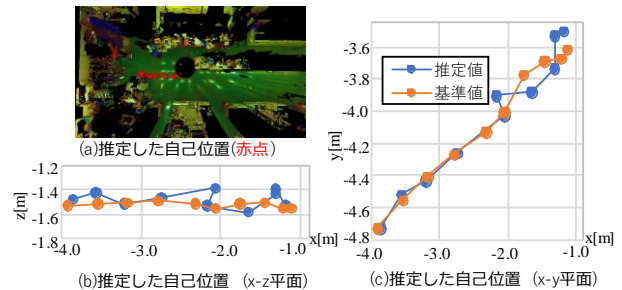 (a)推定した自己位置(赤点)
-1.2
-1.4
-1.6
-1.8
z[m]
-4.0 -3.0 -2.0 -1.0 x[m]
(b)推定した自己位置 (x-z平面)
推定値
基準値
-3.6
-3.8
-4.0
-4.2
-4.4
-4.6
-4.8
y[m]
-4.0 -3.0 -2.0 -1.0
x[m]
(c)推定した自己位置 (x-y平面)